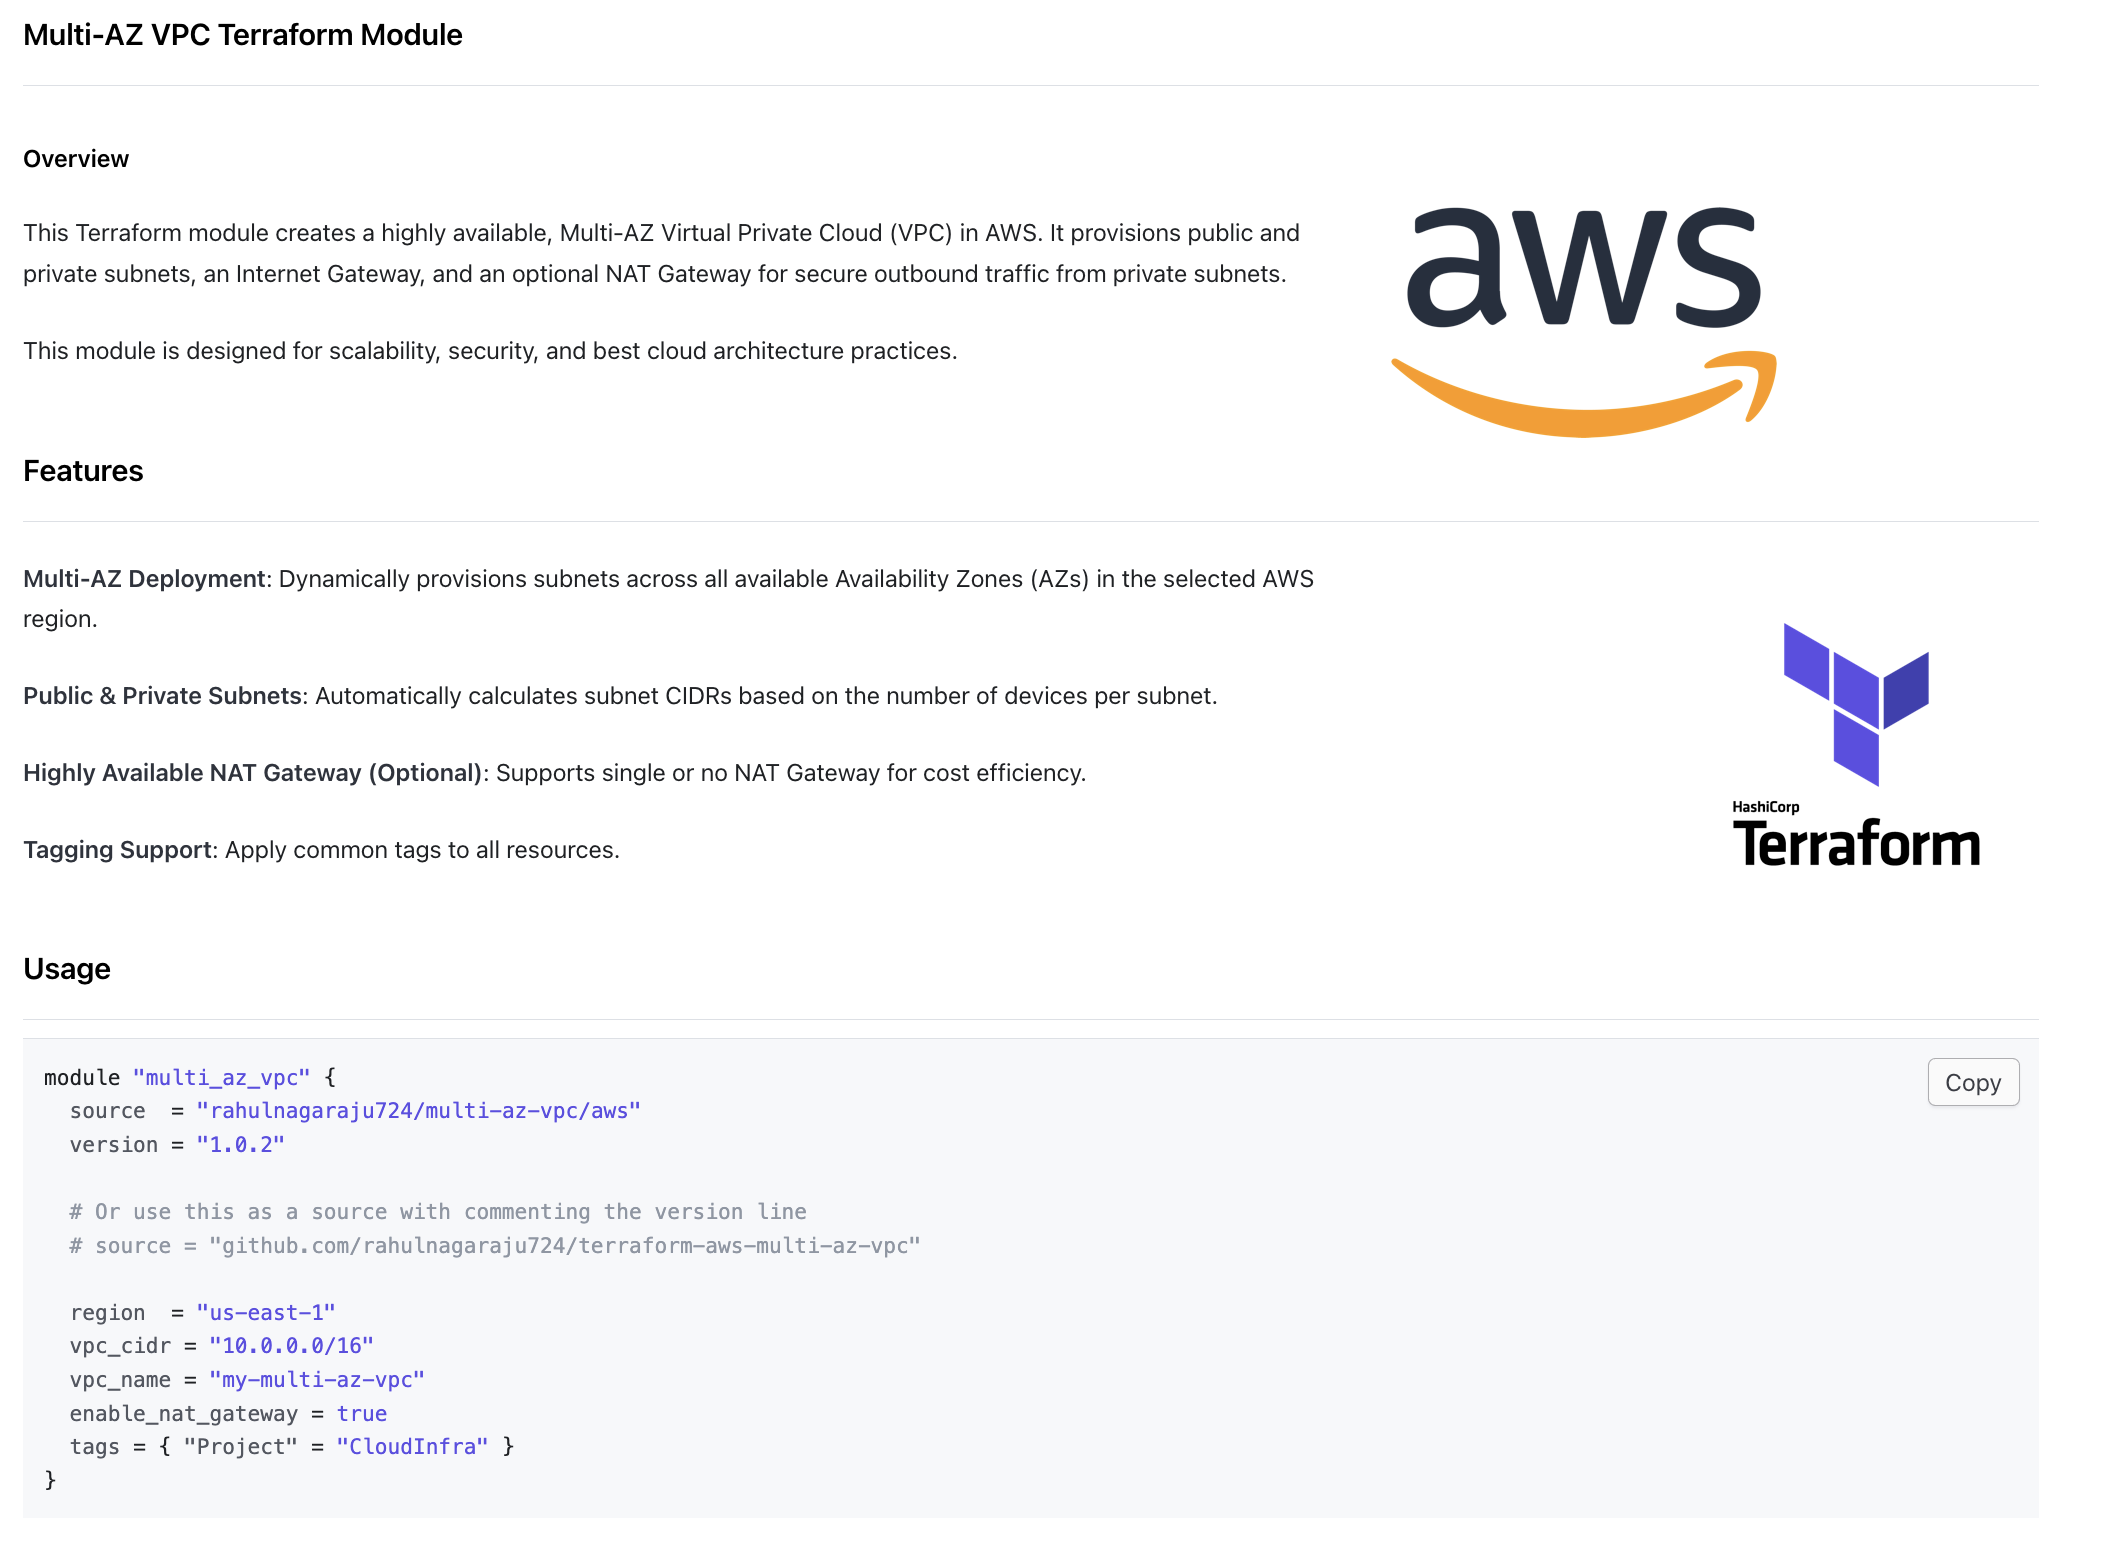 Multi-AZ VPC Terraform Module
Overview
This Terraform module creates a highly available, Multi-AZ Virtual Private Cloud (VPC) in AWS. It provisions public and
private subnets, an Internet Gateway, and an optional NAT Gateway for secure outbound traffic from private subnets.
This module is designed for scalability, security, and best cloud architecture practices.
aws
Features
Multi-AZ Deployment: Dynamically provisions subnets across all available Availability Zones (AZs) in the selected AWS
region.
Public & Private Subnets: Automatically calculates subnet CIDRs based on the number of devices per subnet.
Highly Available NAT Gateway (Optional): Supports single or no NAT Gateway for cost efficiency.
Tagging Support: Apply common tags to all resources.
HashiCorp
Terraform
Usage
Copy
module "multi_az_vpc" {
  source  = "rahulnagaraju724/multi-az-vpc/aws"
  version = "1.0.2"
  # Or use this as a source with commenting the version line
  # source = "github.com/rahulnagaraju724/terraform-aws-multi-az-vpc"
  region  = "us-east-1"
  vpc_cidr = "10.0.0.0/16"
  vpc_name = "my-multi-az-vpc"
  enable_nat_gateway = true
  tags = { "Project" = "CloudInfra" }
}